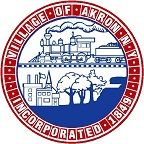 VILLAGE OF AKRON N.Y.
INCORPORATED 1849